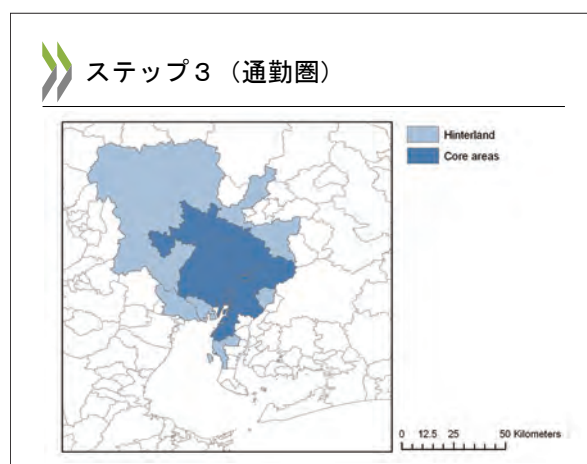 ステップ3（通勤圏）
Hinterland
Core areas
0 12.5 25 50 Kilometers